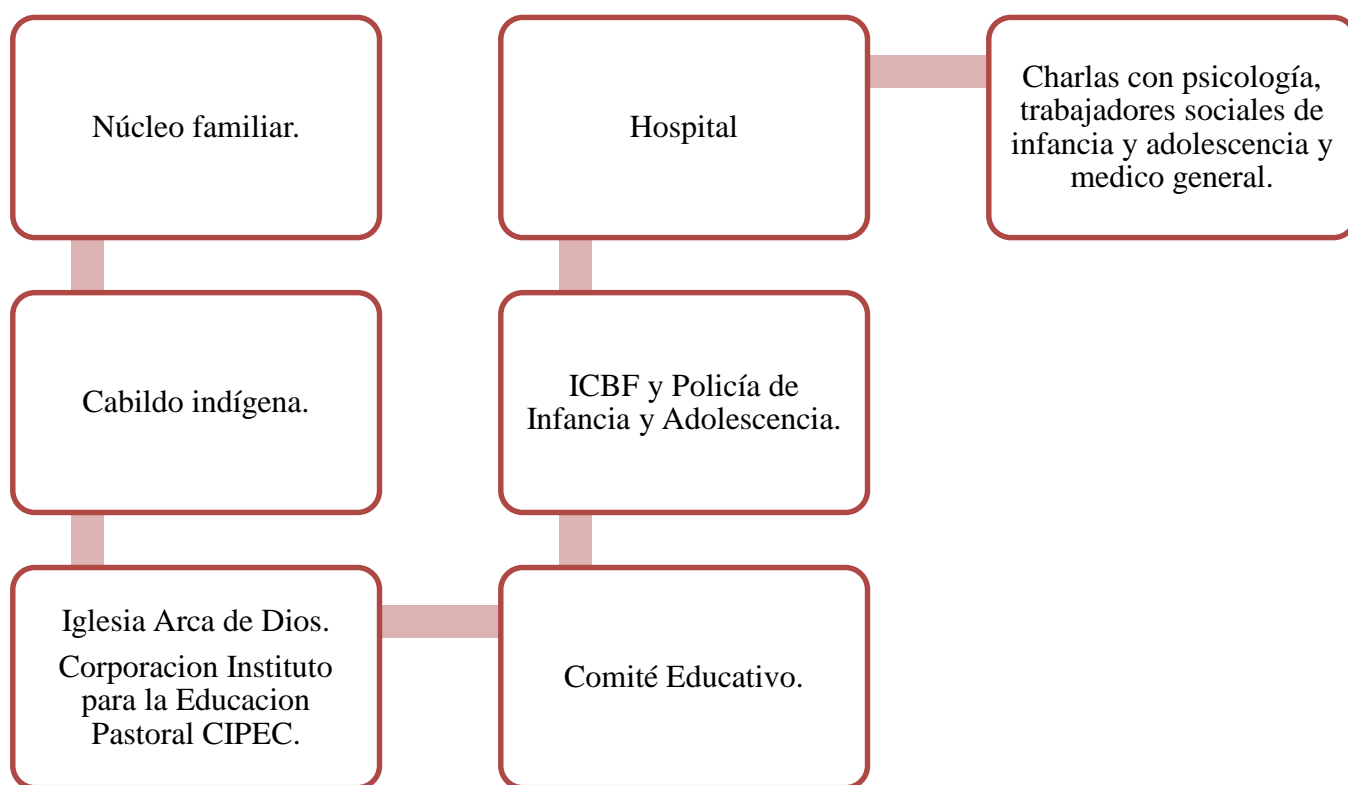 Núcleo familiar.
Cabildo indígena.
Iglesia Arca de Dios.
Corporacion Instituto
para la Educacion
Pastoral CIPEC.
Comité Educativo.
ICBF y Policía de
Infancia y Adolescencia.
Hospital
Charlas con psicología,
trabajadores sociales de
infancia y adolescencia y
medico general.